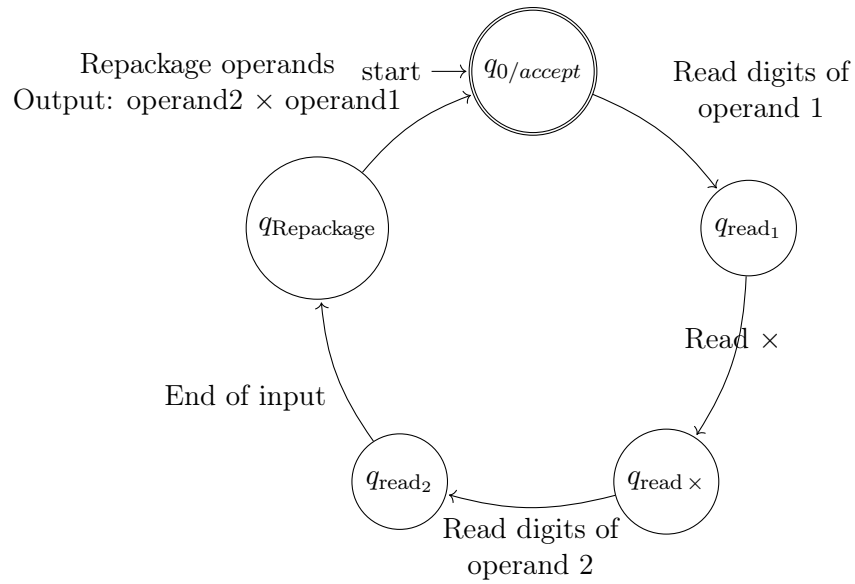 Repackage operands
Output: operand2 × operand1
start
q0/accept
Read digits of
operand 1
qread1
Read ×
qread ×
Read digits of
operand 2
qread2
End of input
qRepackage